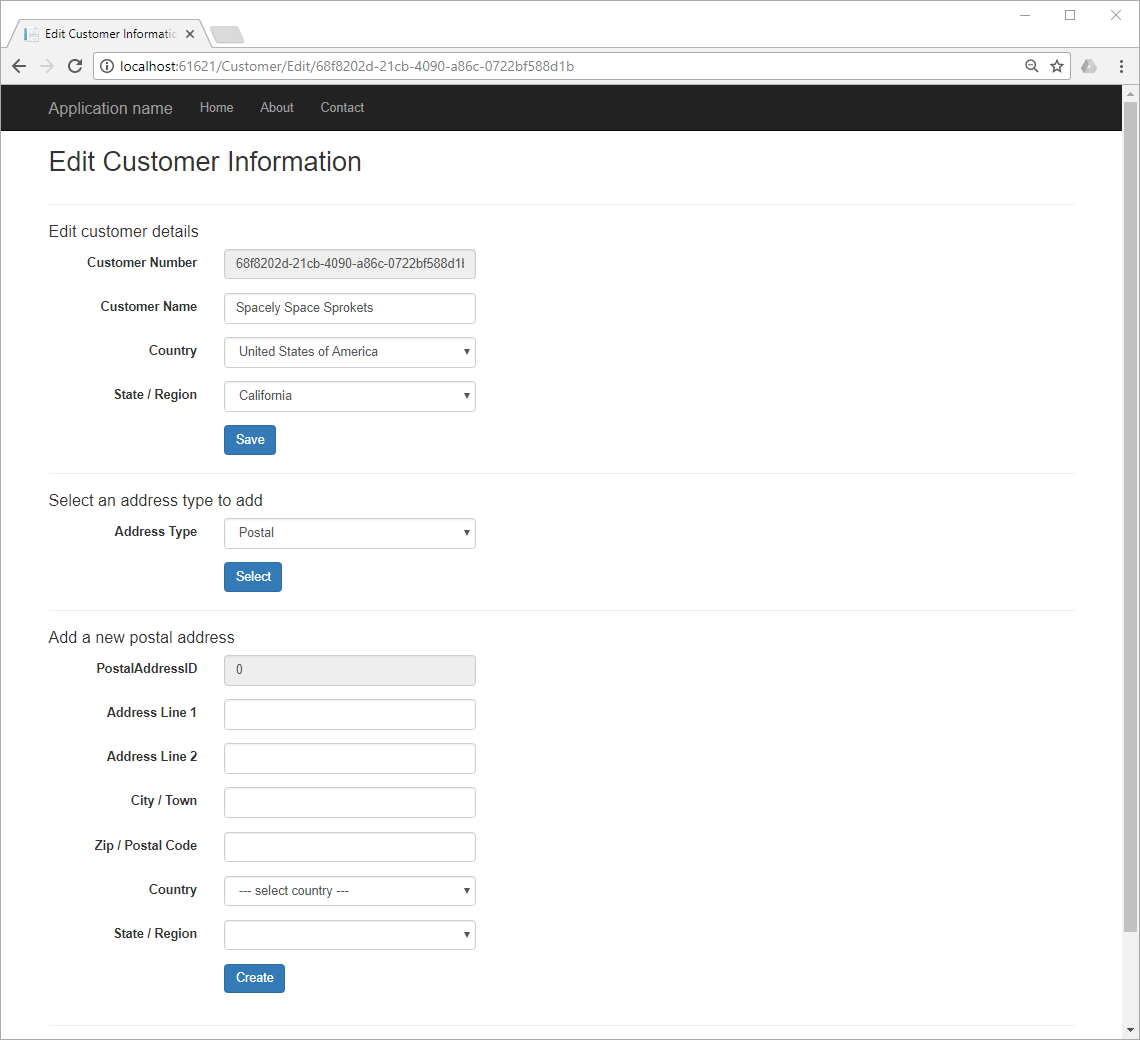 Edit Customer Informatic
localhost:61621/Customer/Edit/68f8202d-21cb-4090-a86c-0722bf588d1b
Application name Home About Contact
Edit Customer Information
Edit customer details
Customer Number 68f8202d-21cb-4090-a86c-0722bf588d1b
Customer Name Spacely Space Sprokets
Country United States of America
State / Region California
Save
Select an address type to add
Address Type Postal
Select
Add a new postal address
PostalAddressID 0
Address Line 1
Address Line 2
City / Town
Zip / Postal Code
Country --- select country ---
State / Region
Create